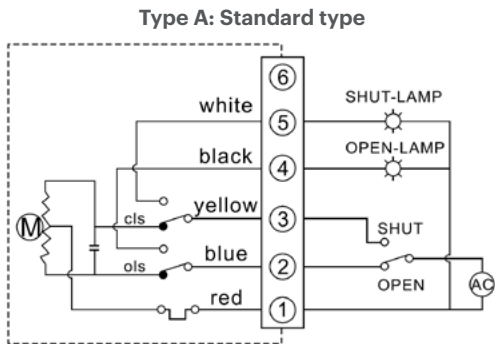 Type A: Standard type
6
white 5 SHUT-LAMP
black 4 OPEN-LAMP
cls yellow 3 SHUT
M
ols blue 2 OPEN
AC
red 1